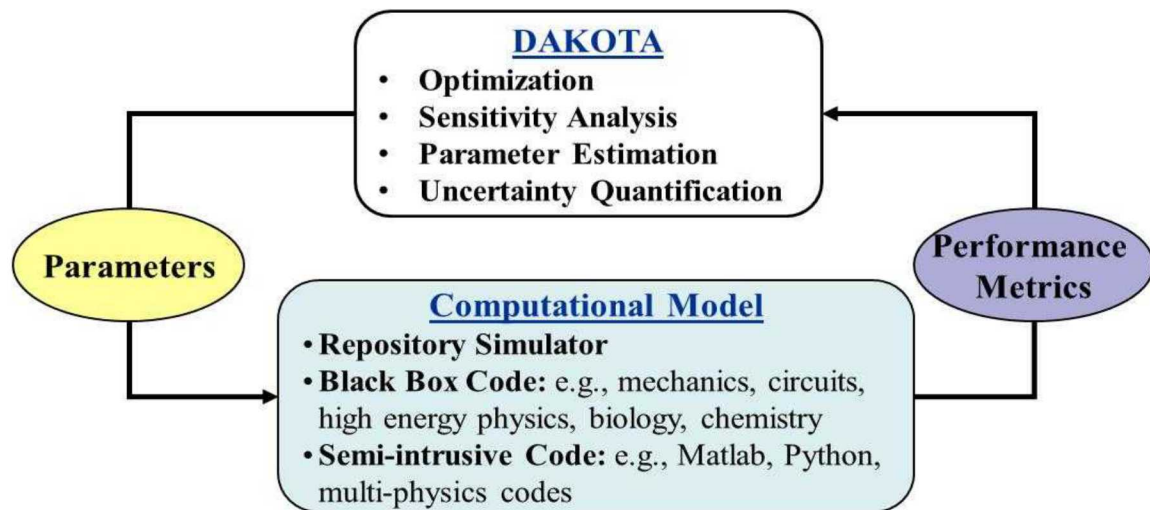 DAKOTA
• Optimization
• Sensitivity Analysis
• Parameter Estimation
• Uncertainty Quantification
Parameters
Performance
Metrics
Computational Model
• Repository Simulator
• Black Box Code: e.g., mechanics, circuits,
high energy physics, biology, chemistry
• Semi-intrusive Code: e.g., Matlab, Python,
multi-physics codes